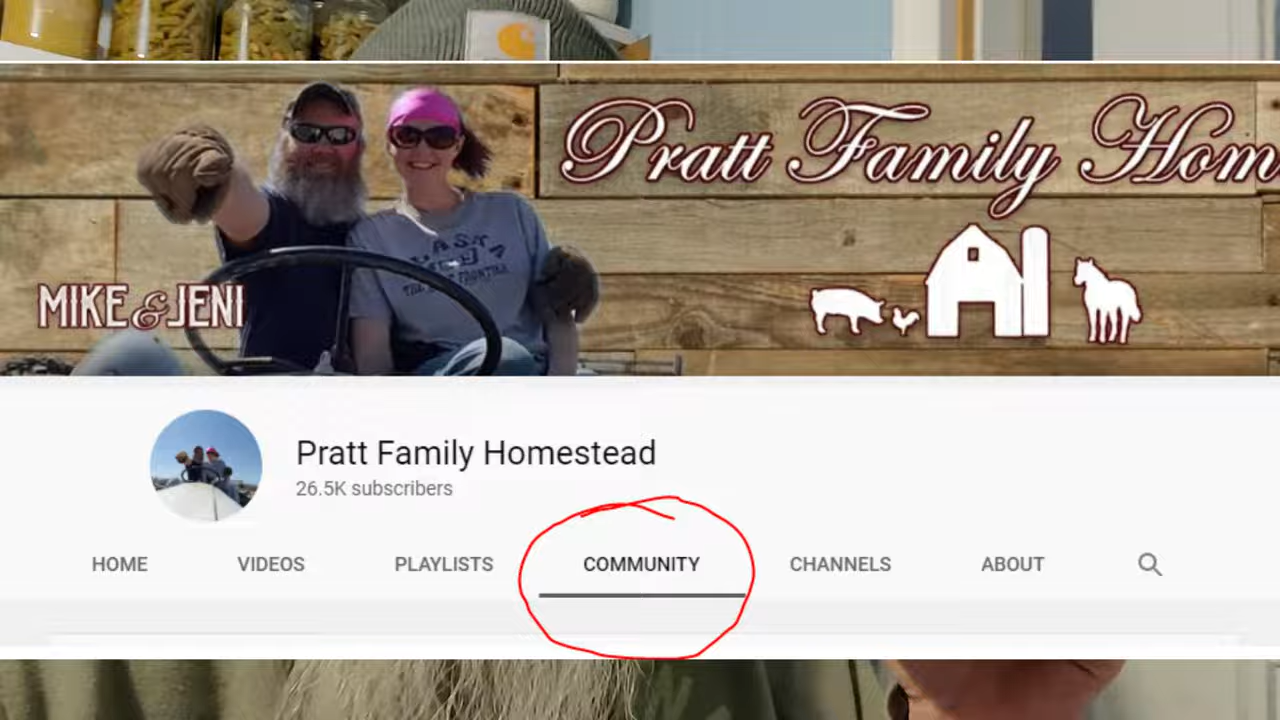 Pratt Family Hom
MIKE & JENI
Pratt Family Homestead
26.5K subscribers
HOME VIDEOS PLAYLISTS COMMUNITY CHANNELS ABOUT